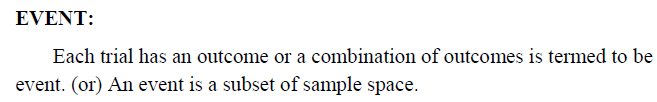 EVENT:
Each trial has an outcome or a combination of outcomes is termed to be
event. (or) An event is a subset of sample space.